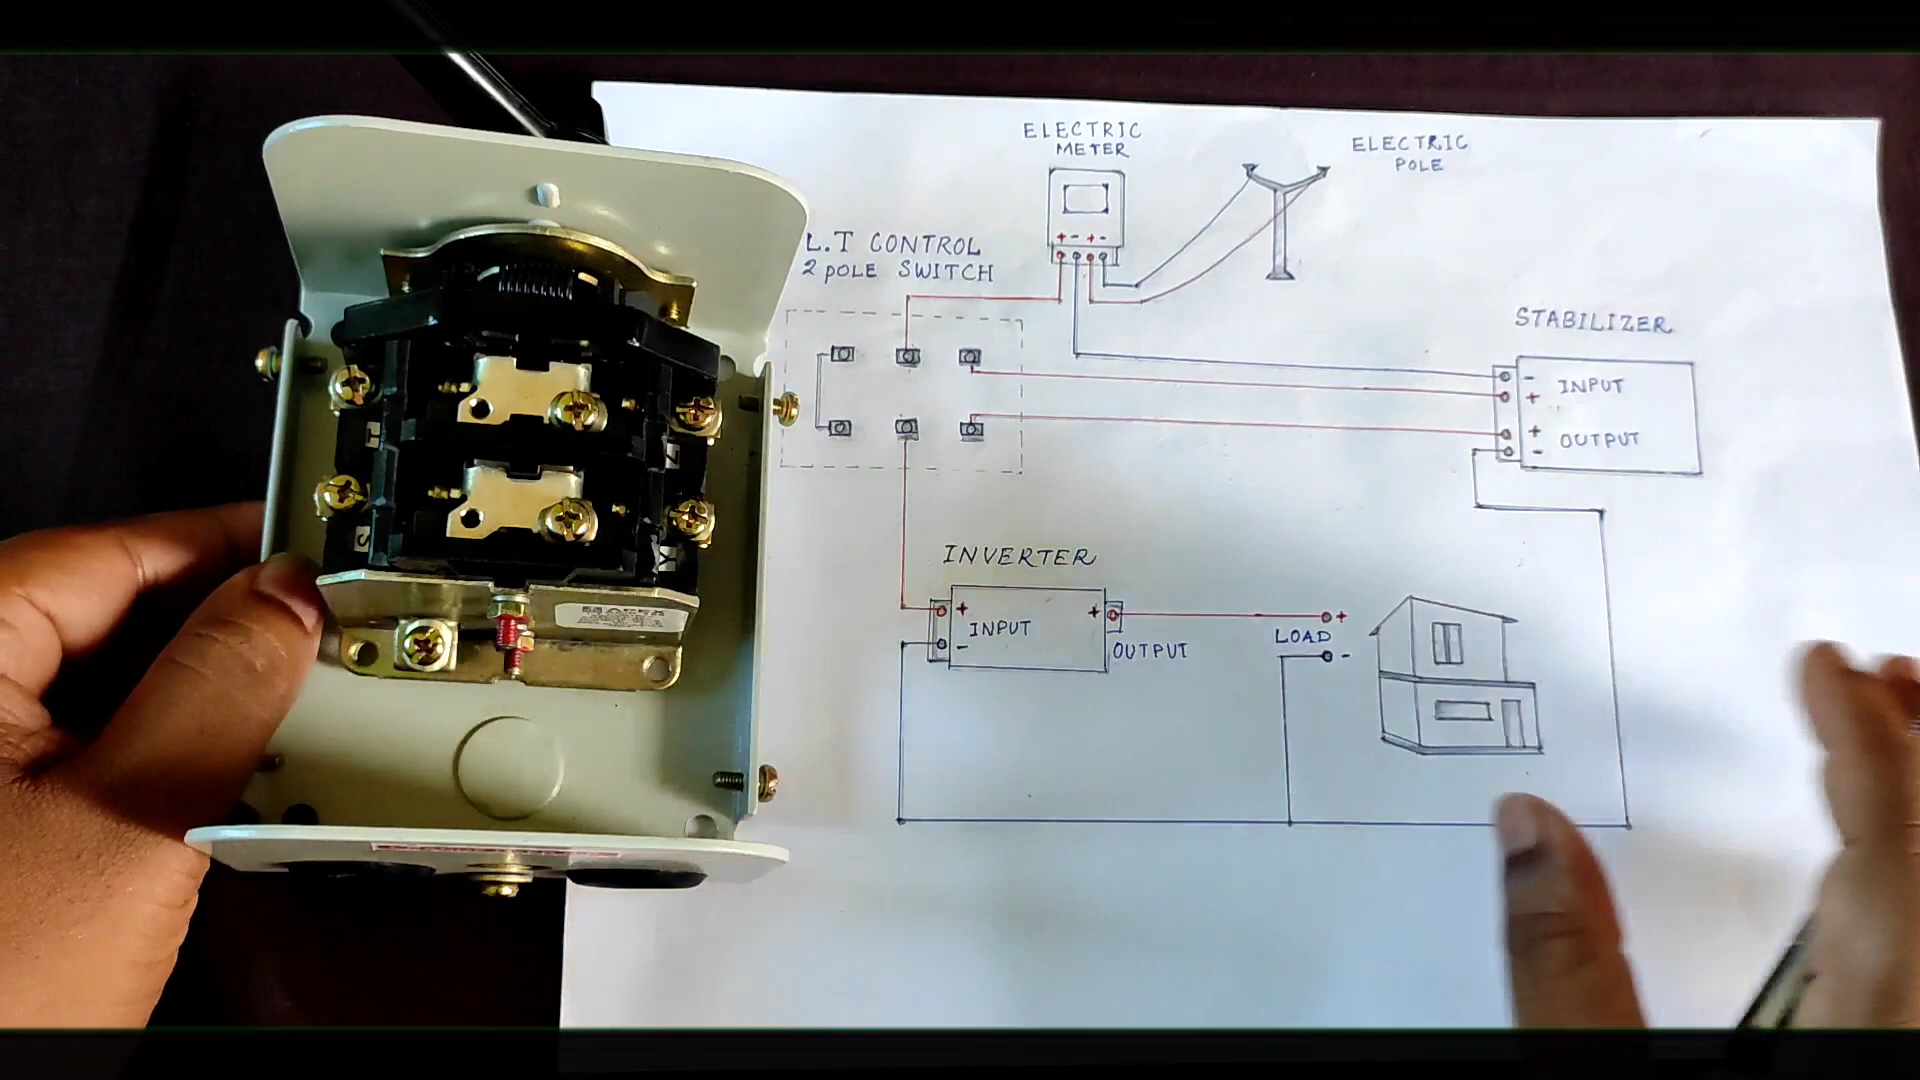 ELECTRIC
METER
ELECTRIC
POLE
+ - + -
L.T CONTROL
2 POLE SWITCH
STABILIZER
- INPUT
+
+ OUTPUT
-
INVERTER
+ +
INPUT
-
OUTPUT
+
LOAD
-